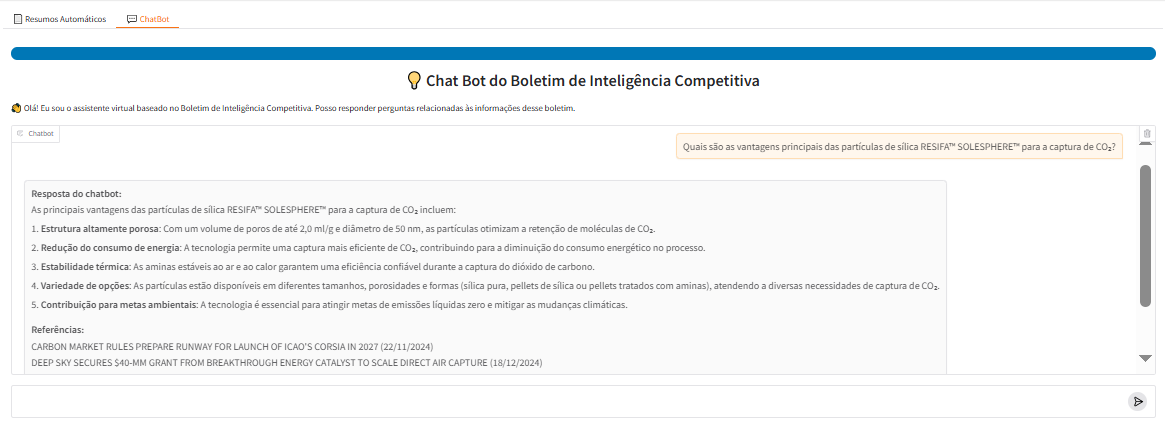 Resumos Automáticos
ChatBot
Chat Bot do Boletim de Inteligência Competitiva
Olá! Eu sou o assistente virtual baseado no Boletim de Inteligência Competitiva. Posso responder perguntas relacionadas às informações desse boletim.
Chatbot
Quais são as vantagens principais das partículas de sílica RESIFA™ SOLESPHERE™ para a captura de CO₂?
Resposta do chatbot:
As principais vantagens das partículas de sílica RESIFA™ SOLESPHERE™ para a captura de CO₂ incluem:
1. Estrutura altamente porosa: Com um volume de poros de até 2,0 ml/g e diâmetro de 50 nm, as partículas otimizam a retenção de moléculas de CO₂.
2. Redução do consumo de energia: A tecnologia permite uma captura mais eficiente de CO₂, contribuindo para a diminuição do consumo energético no processo.
3. Estabilidade térmica: As aminas estáveis ao ar e ao calor garantem uma eficiência confiável durante a captura do dióxido de carbono.
4. Variedade de opções: As partículas estão disponíveis em diferentes tamanhos, porosidades e formas (sílica pura, pellets de sílica ou pellets tratados com aminas), atendendo a diversas necessidades de captura de CO₂.
5. Contribuição para metas ambientais: A tecnologia é essencial para atingir metas de emissões líquidas zero e mitigar as mudanças climáticas.
Referências:
CARBON MARKET RULES PREPARE RUNWAY FOR LAUNCH OF ICAO'S CORSIA IN 2027 (22/11/2024)
DEEP SKY SECURES $40-MM GRANT FROM BREAKTHROUGH ENERGY CATALYST TO SCALE DIRECT AIR CAPTURE (18/12/2024)